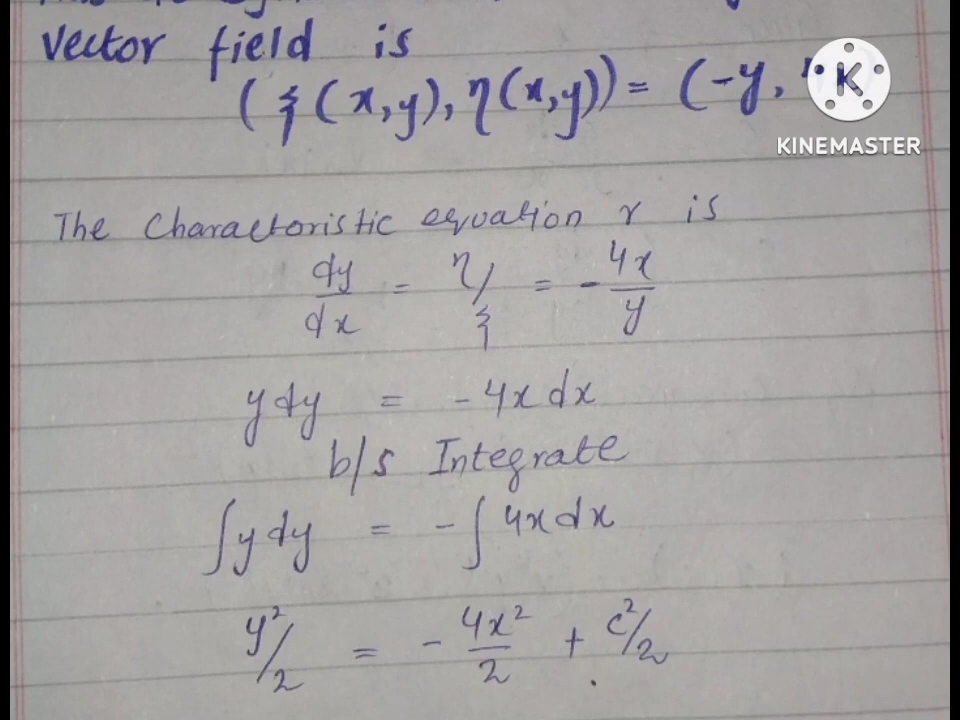 vector field is
(ξ(x,y), η(x,y)) = (-y,
KINEMASTER
The Charactoristic equation r is
dy/dx = η/ξ = - 4x/y
y dy = - 4x dx
b/s Integrate
∫y dy = - ∫4x dx
y²/2 = - 4x²/2 + c²/2